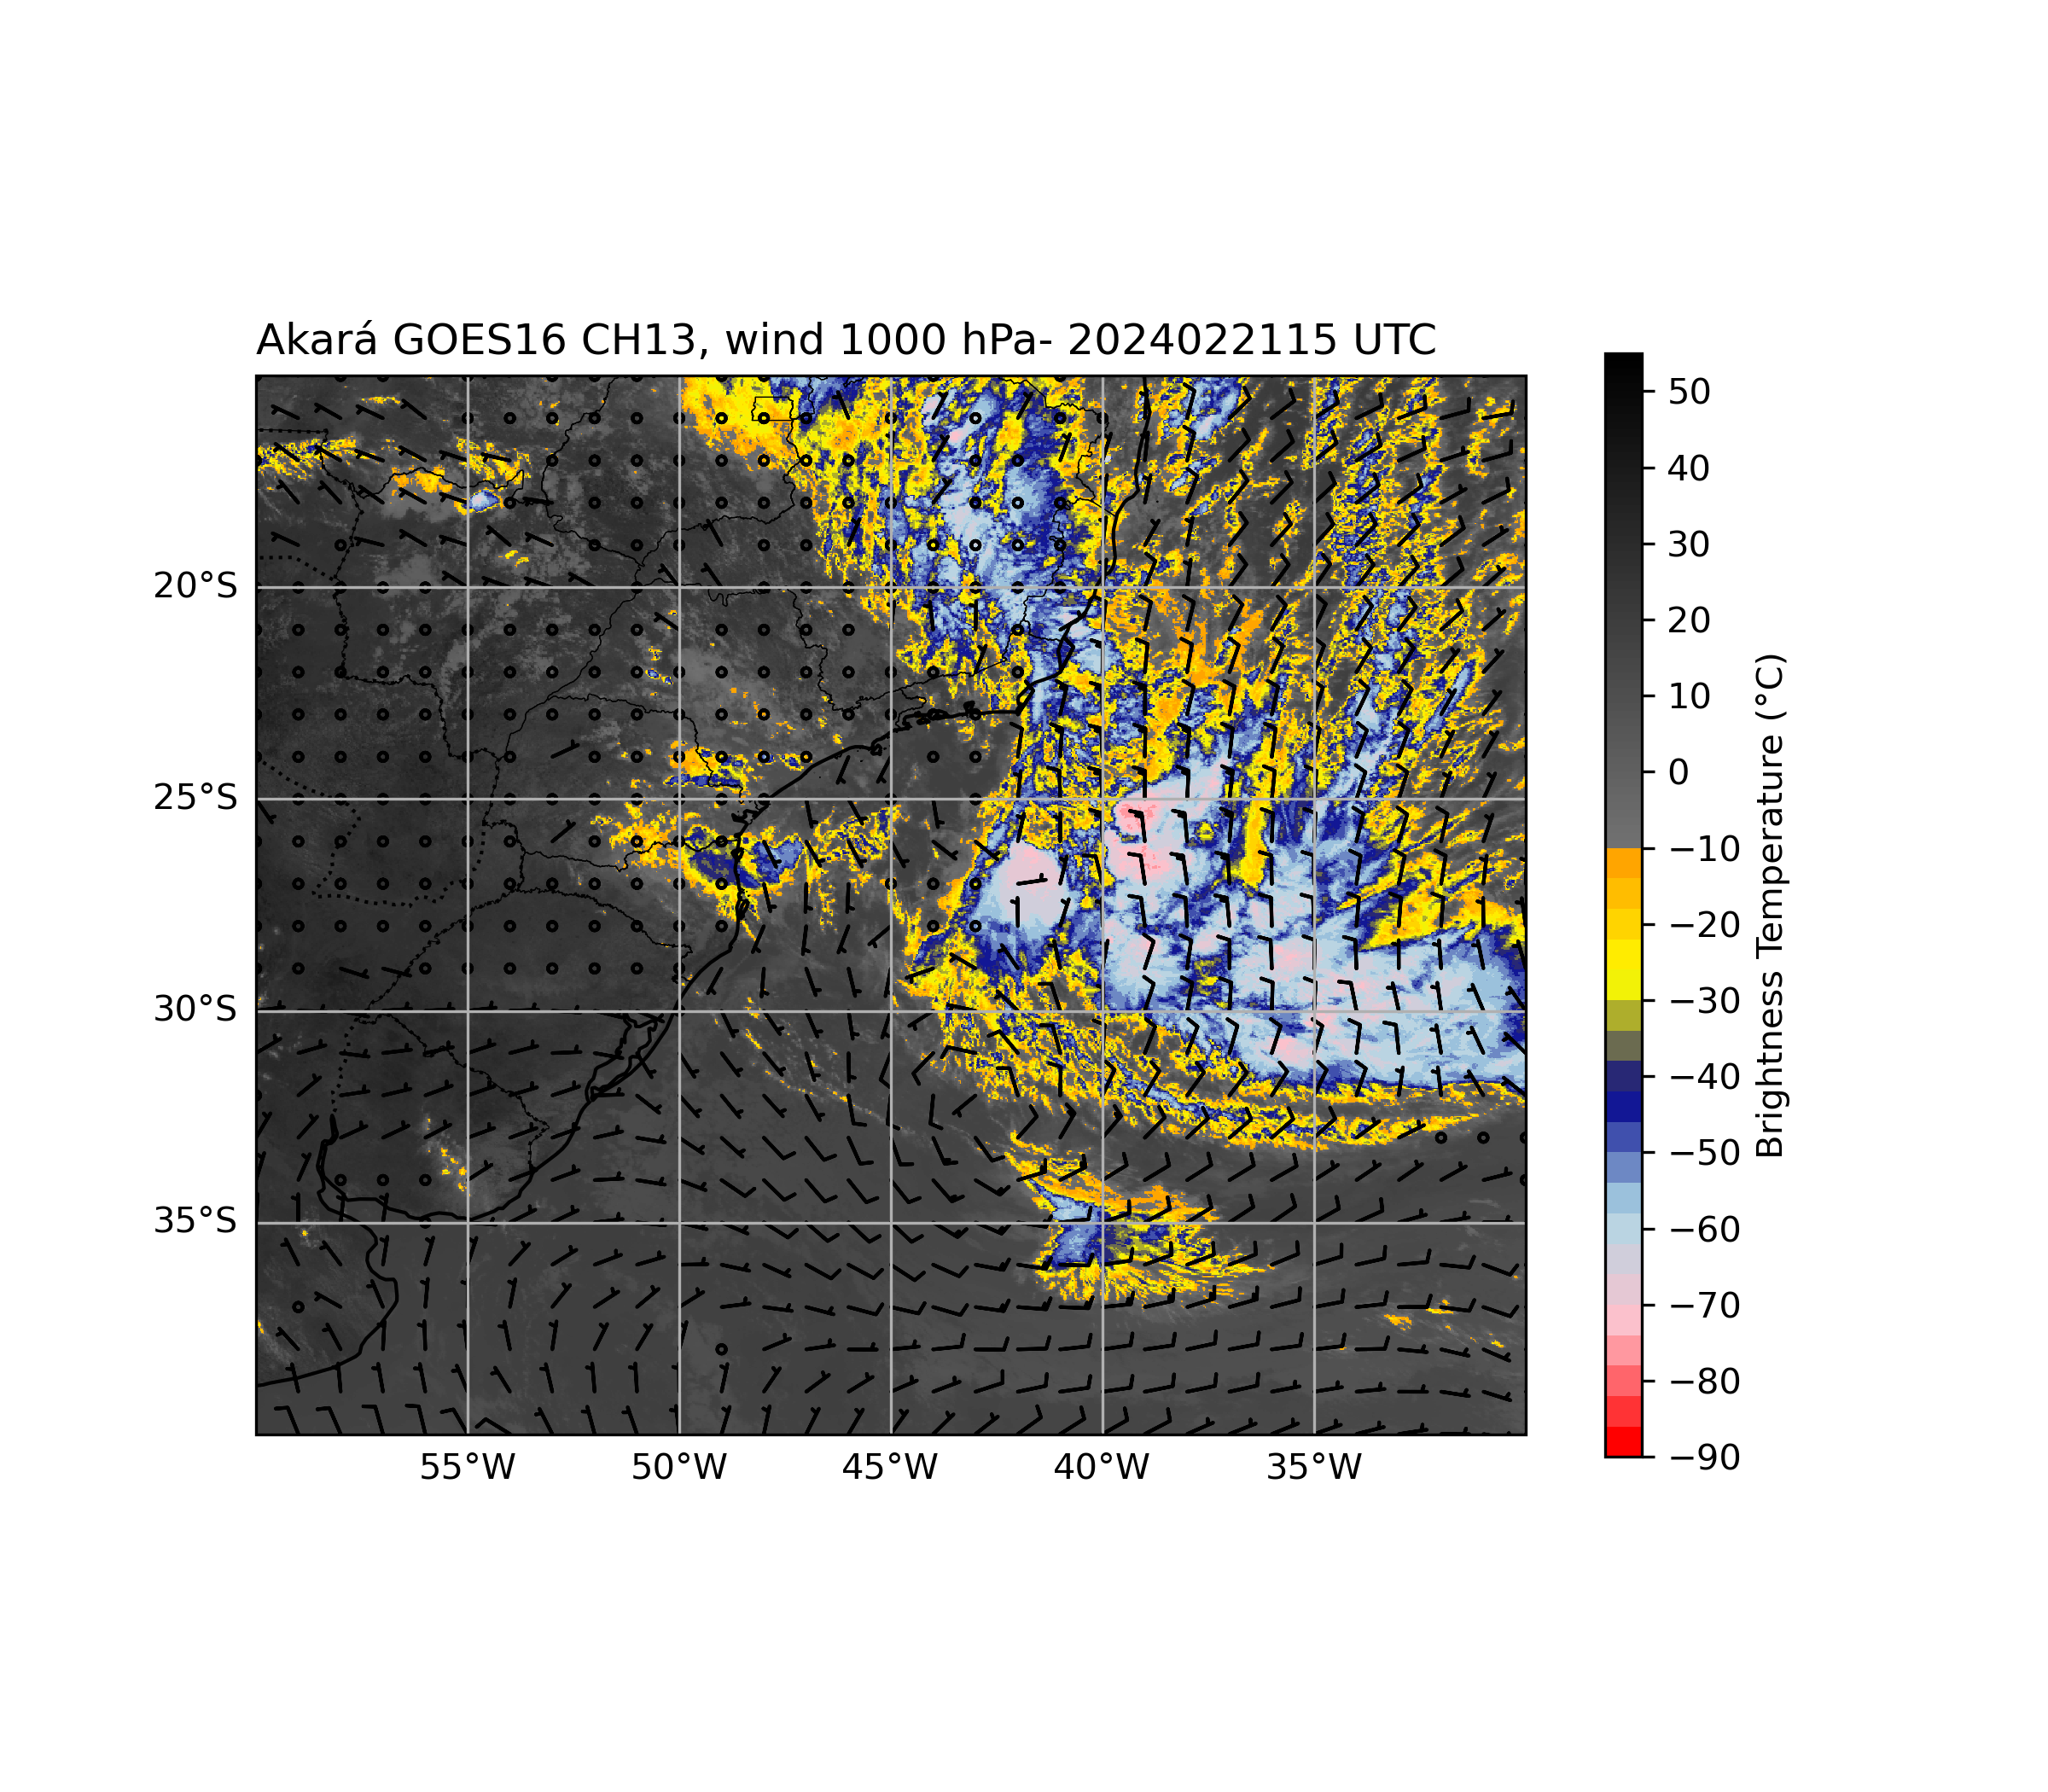 Akará GOES16 CH13, wind 1000 hPa- 2024022115 UTC
20°S
25°S
30°S
35°S
55°W
50°W
45°W
40°W
35°W
50
40
30
20
10
0
−10
−20
−30
−40
−50
−60
−70
−80
−90
Brightness Temperature (°C)